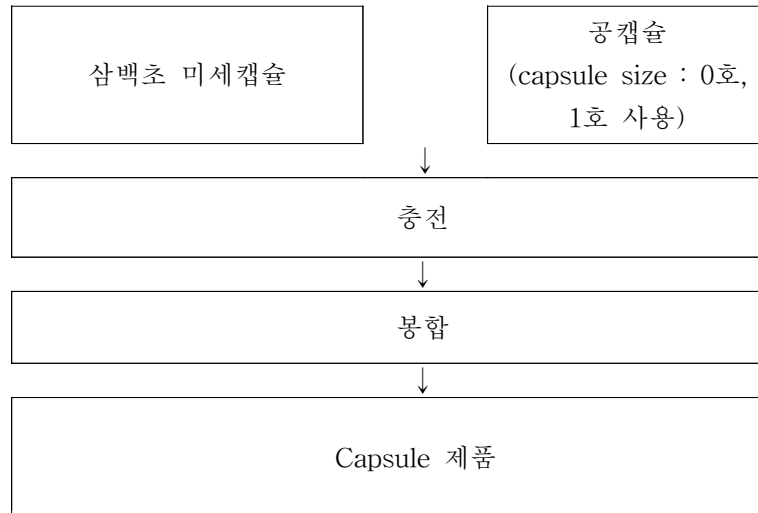 삼백초 미세캡슐
공캡슐
(capsule size : 0호,
1호 사용)
↓
충전
↓
봉합
↓
Capsule 제품